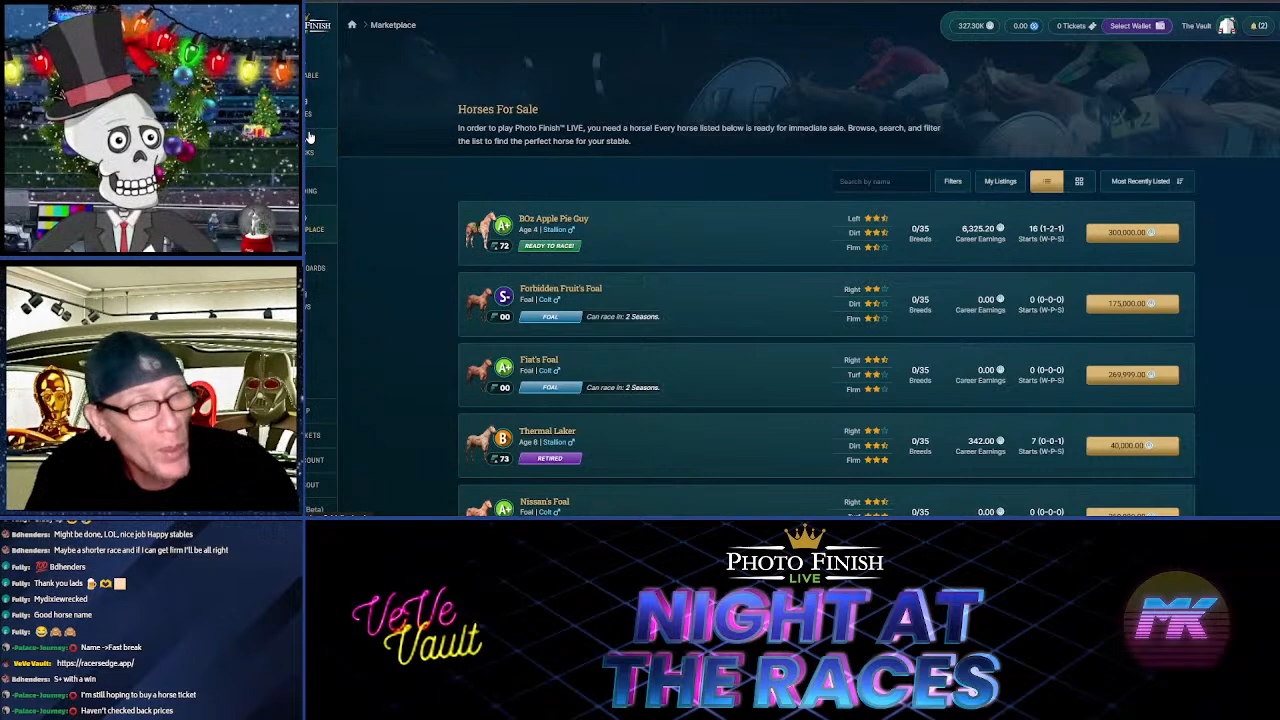 Marketplace
327.30K
0.00
0 Tickets
Select Wallet
The Vault
(2)
Horses For Sale
In order to play Photo Finish™ LIVE, you need a horse! Every horse listed below is ready for immediate sale. Browse, search, and filter
the list to find the perfect horse for your stable.
Search by name
Filters
My Listings
Most Recently Listed
A+
72
BOz Apple Pie Guy
Age 4 | Stallion
READY TO RACE!
Left
Dirt
Firm
0/35
Breeds
6,325.20
Career Earnings
16 (1-2-1)
Starts (W-P-S)
300,000.00
S-
00
Forbidden Fruit's Foal
Foal | Colt
FOAL
Can race in: 2 Seasons.
Right
Dirt
Firm
0/35
Breeds
0.00
Career Earnings
0 (0-0-0)
Starts (W-P-S)
175,000.00
A+
00
Fiat's Foal
Foal | Colt
FOAL
Can race in: 2 Seasons.
Right
Turf
Firm
0/35
Breeds
0.00
Career Earnings
0 (0-0-0)
Starts (W-P-S)
269,999.00
B
73
Thermal Laker
Age 8 | Stallion
RETIRED
Right
Dirt
Firm
0/35
Breeds
342.00
Career Earnings
7 (0-0-1)
Starts (W-P-S)
40,000.00
A+
Nissan's Foal
Foal | Colt
Right
0/35
0.00
0 (0-0-0)
Bdhenders: Might be done, LOL, nice job Happy stables
Bdhenders: Maybe a shorter race and if I can get firm I'll be all right
Fully: 💯 Bdhenders
Fully: Thank you lads
Fully: Mydixiewrecked
Fully: Good horse name
Fully: 😂🙈🙈
-Palace-Journey: Name ->Fast break
VeVeVault: https://racersedge.app/
Bdhenders: S+ with a win
-Palace-Journey: I'm still hoping to buy a horse ticket
-Palace-Journey: Haven't checked back prices
VeVe
Vault
PHOTO FINISH
LIVE
NIGHT AT
THE RACES
MK